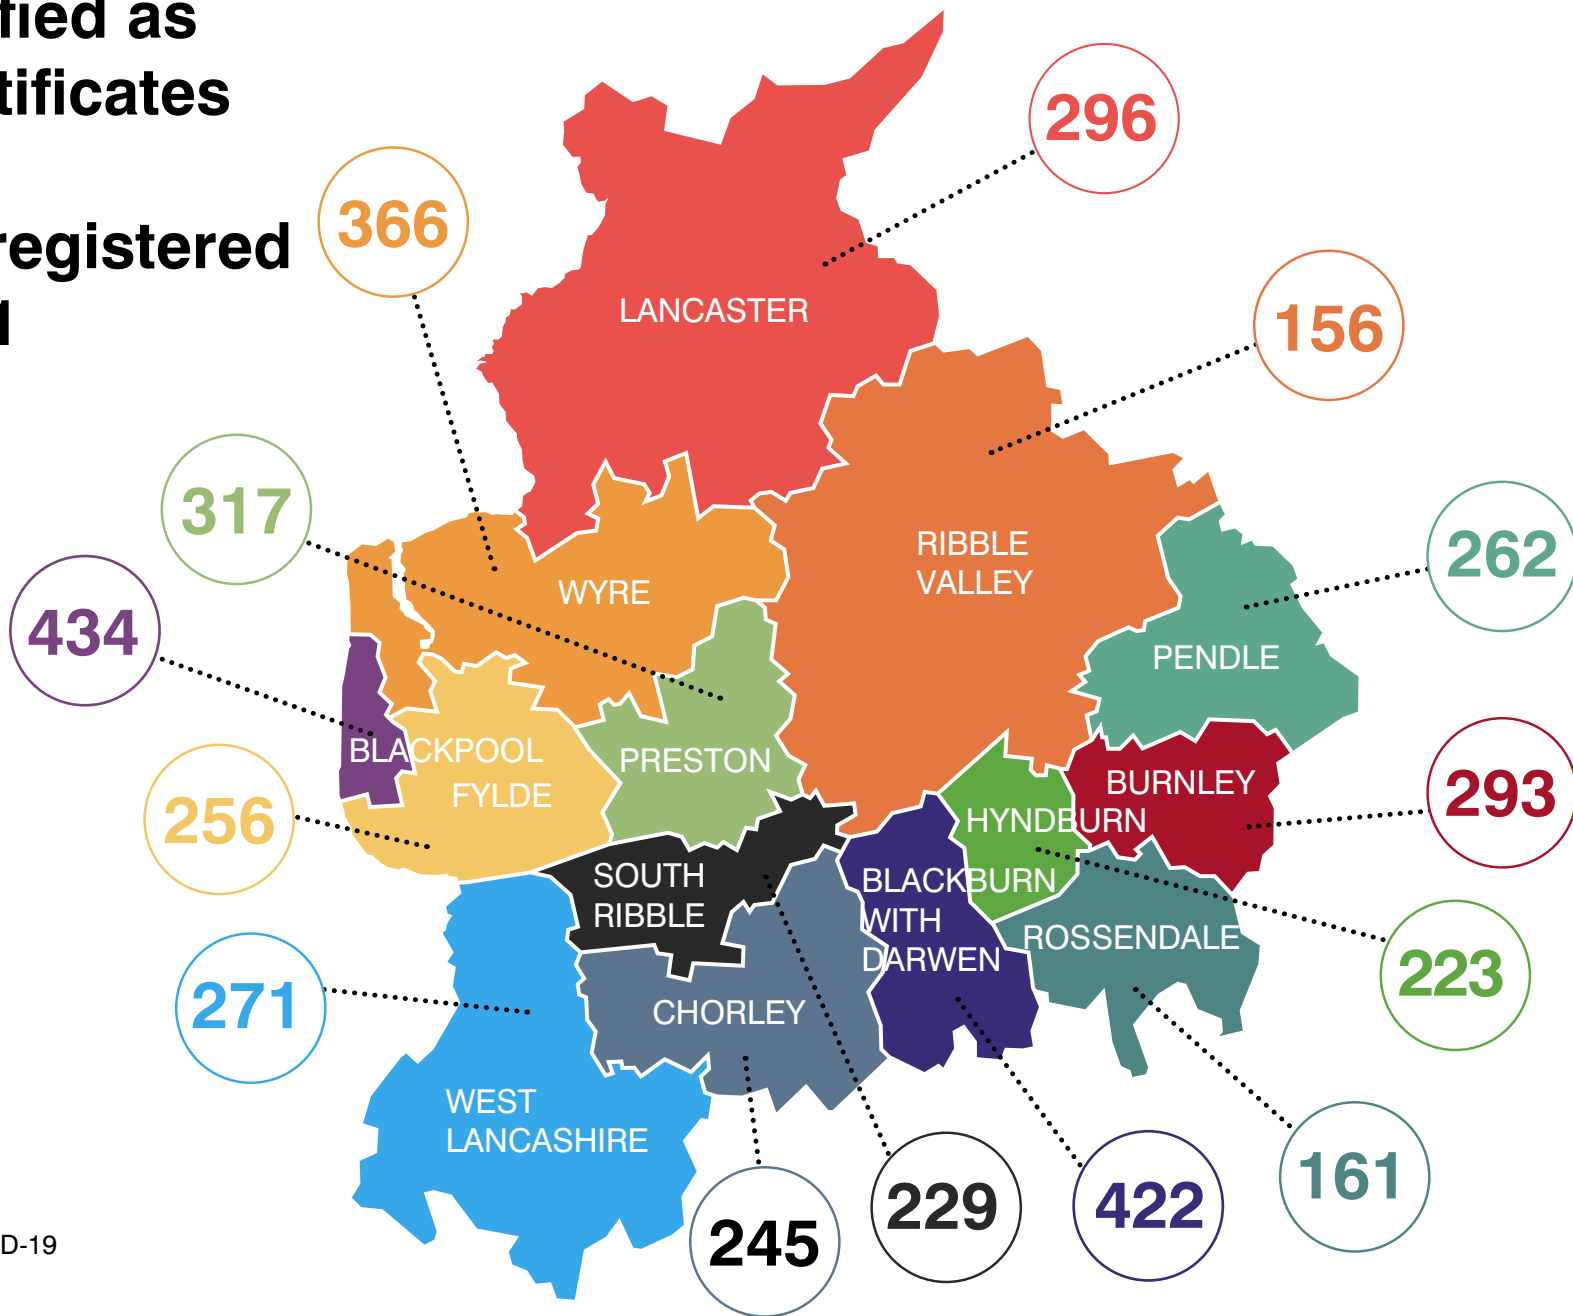 fied as
tificates
registered
296
366
LANCASTER
156
317
RIBBLE
VALLEY
262
WYRE
434
PENDLE
BLACKPOOL
PRESTON
FYLDE
BURNLEY
293
256
HYNDBURN
SOUTH
RIBBLE
BLACKBURN
WITH
DARWEN
ROSSENDALE
223
271
CHORLEY
WEST
LANCASHIRE
161
422
229
245
D-19